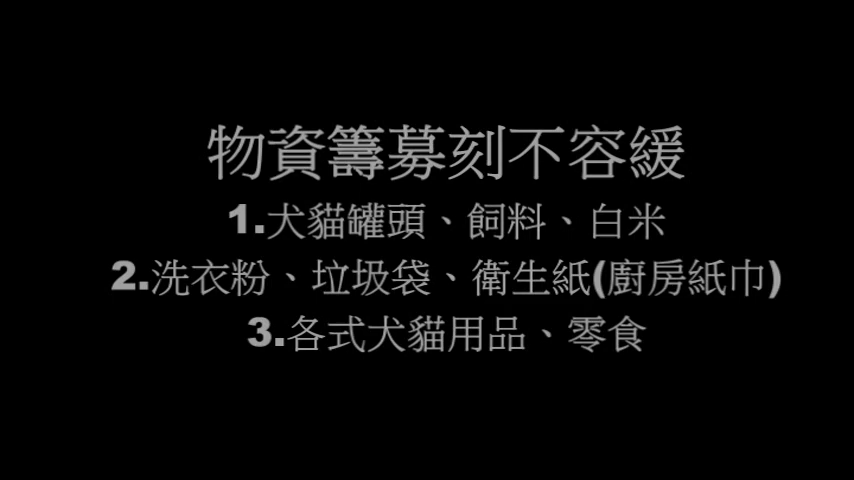 物資籌募刻不容緩
1.犬貓罐頭、飼料、白米
2.洗衣粉、垃圾袋、衛生紙(廚房紙巾)
3.各式犬貓用品、零食